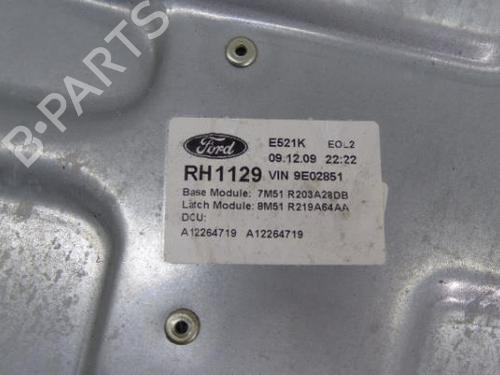 Ford
E521K EOL2
09.12.09 22:22
RH1129 VIN 9E02851
Base Module: 7M51 R203A28DB
Latch Module: 8M51 R219A64AA
DCU:
A12264719 A12264719
B-PARTS